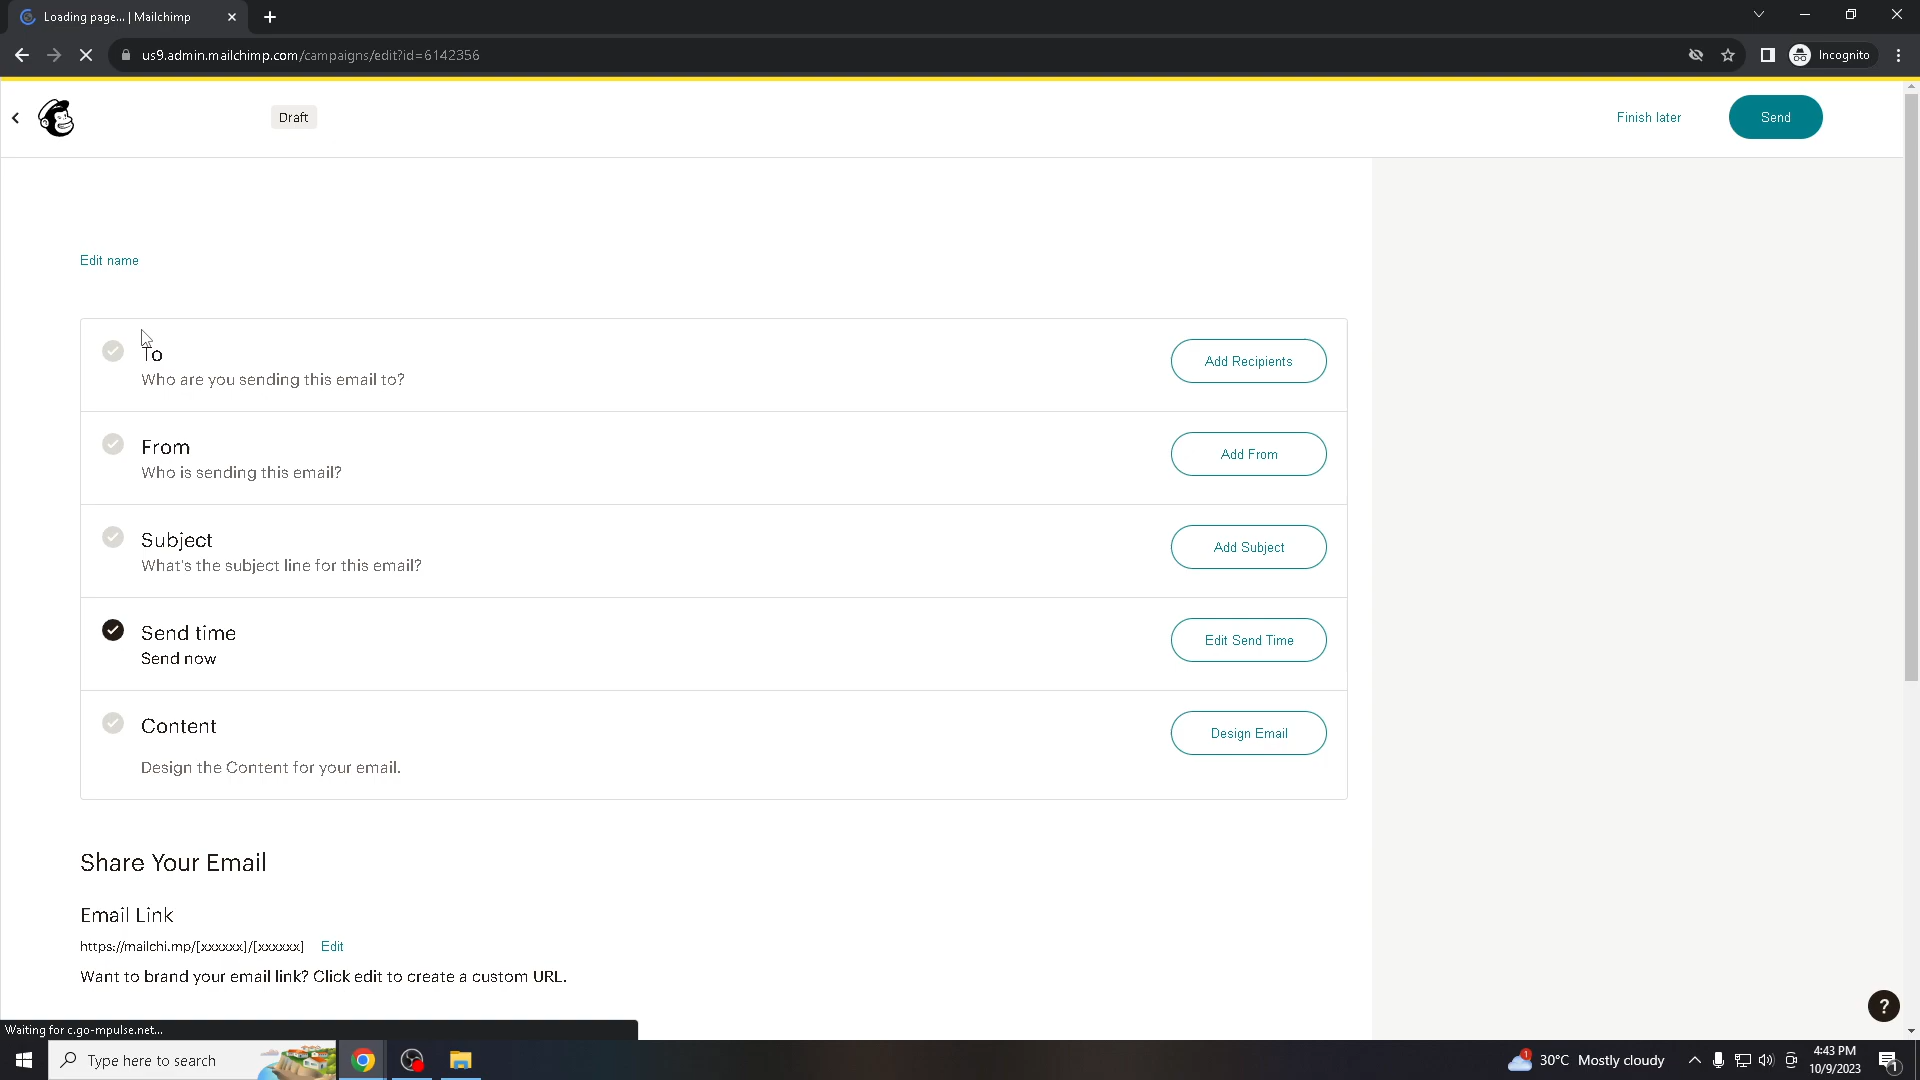 Loading page... | Mailchimp
us9.admin.mailchimp.com/campaigns/edit?id=6142356
Incognito
Draft
Finish later
Send
Edit name
To
Who are you sending this email to?
Add Recipients
From
Who is sending this email?
Add From
Subject
What's the subject line for this email?
Add Subject
Send time
Send now
Edit Send Time
Content
Design the Content for your email.
Design Email
Share Your Email
Email Link
https://mailchi.mp/[xxxxxx]/[xxxxxx] Edit
Want to brand your email link? Click edit to create a custom URL.
?
Waiting for c.go-mpulse.net...
Type here to search
1
30°C Mostly cloudy
4:43 PM
10/9/2023
1